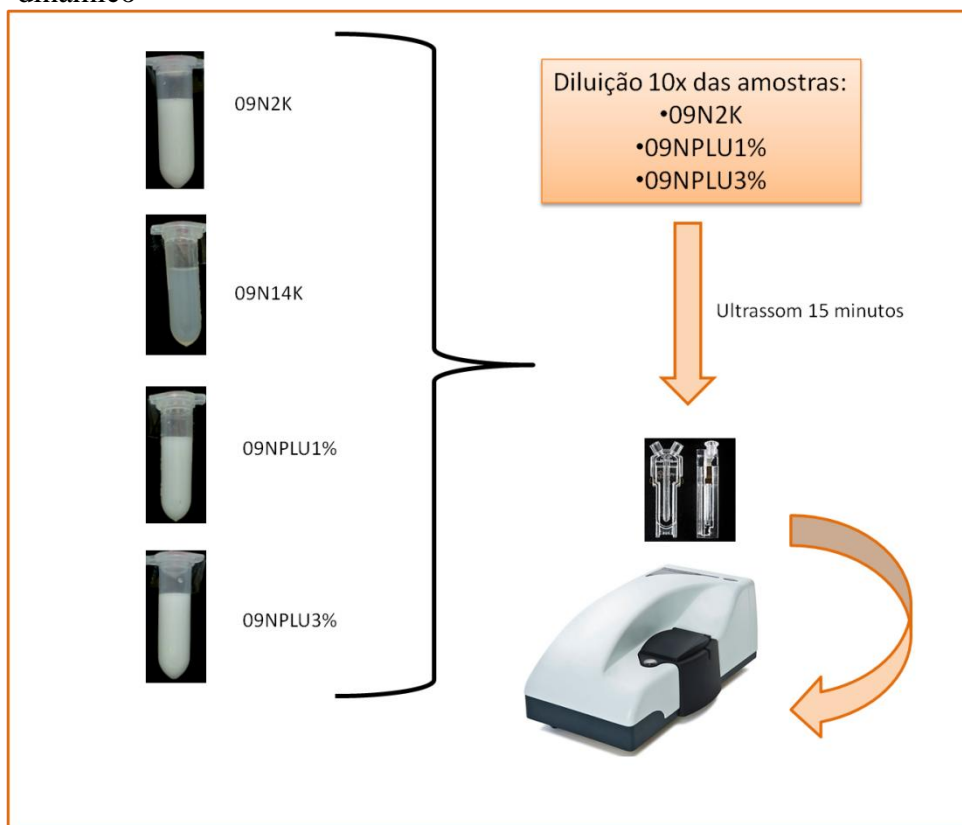 09N2K
09N14K
09NPLU1%
09NPLU3%
Diluição 10x das amostras:
•09N2K
•09NPLU1%
•09NPLU3%
Ultrassom 15 minutos